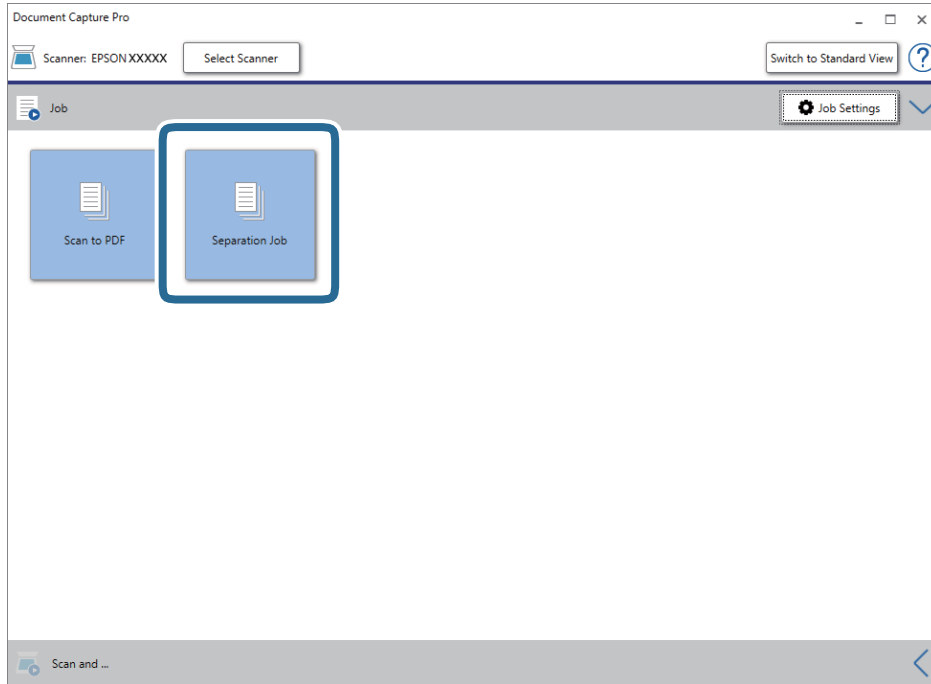 Document Capture Pro
Scanner: EPSON XXXXX
Select Scanner
Switch to Standard View
?
Job
Job Settings
Scan to PDF
Separation Job
Scan and ...